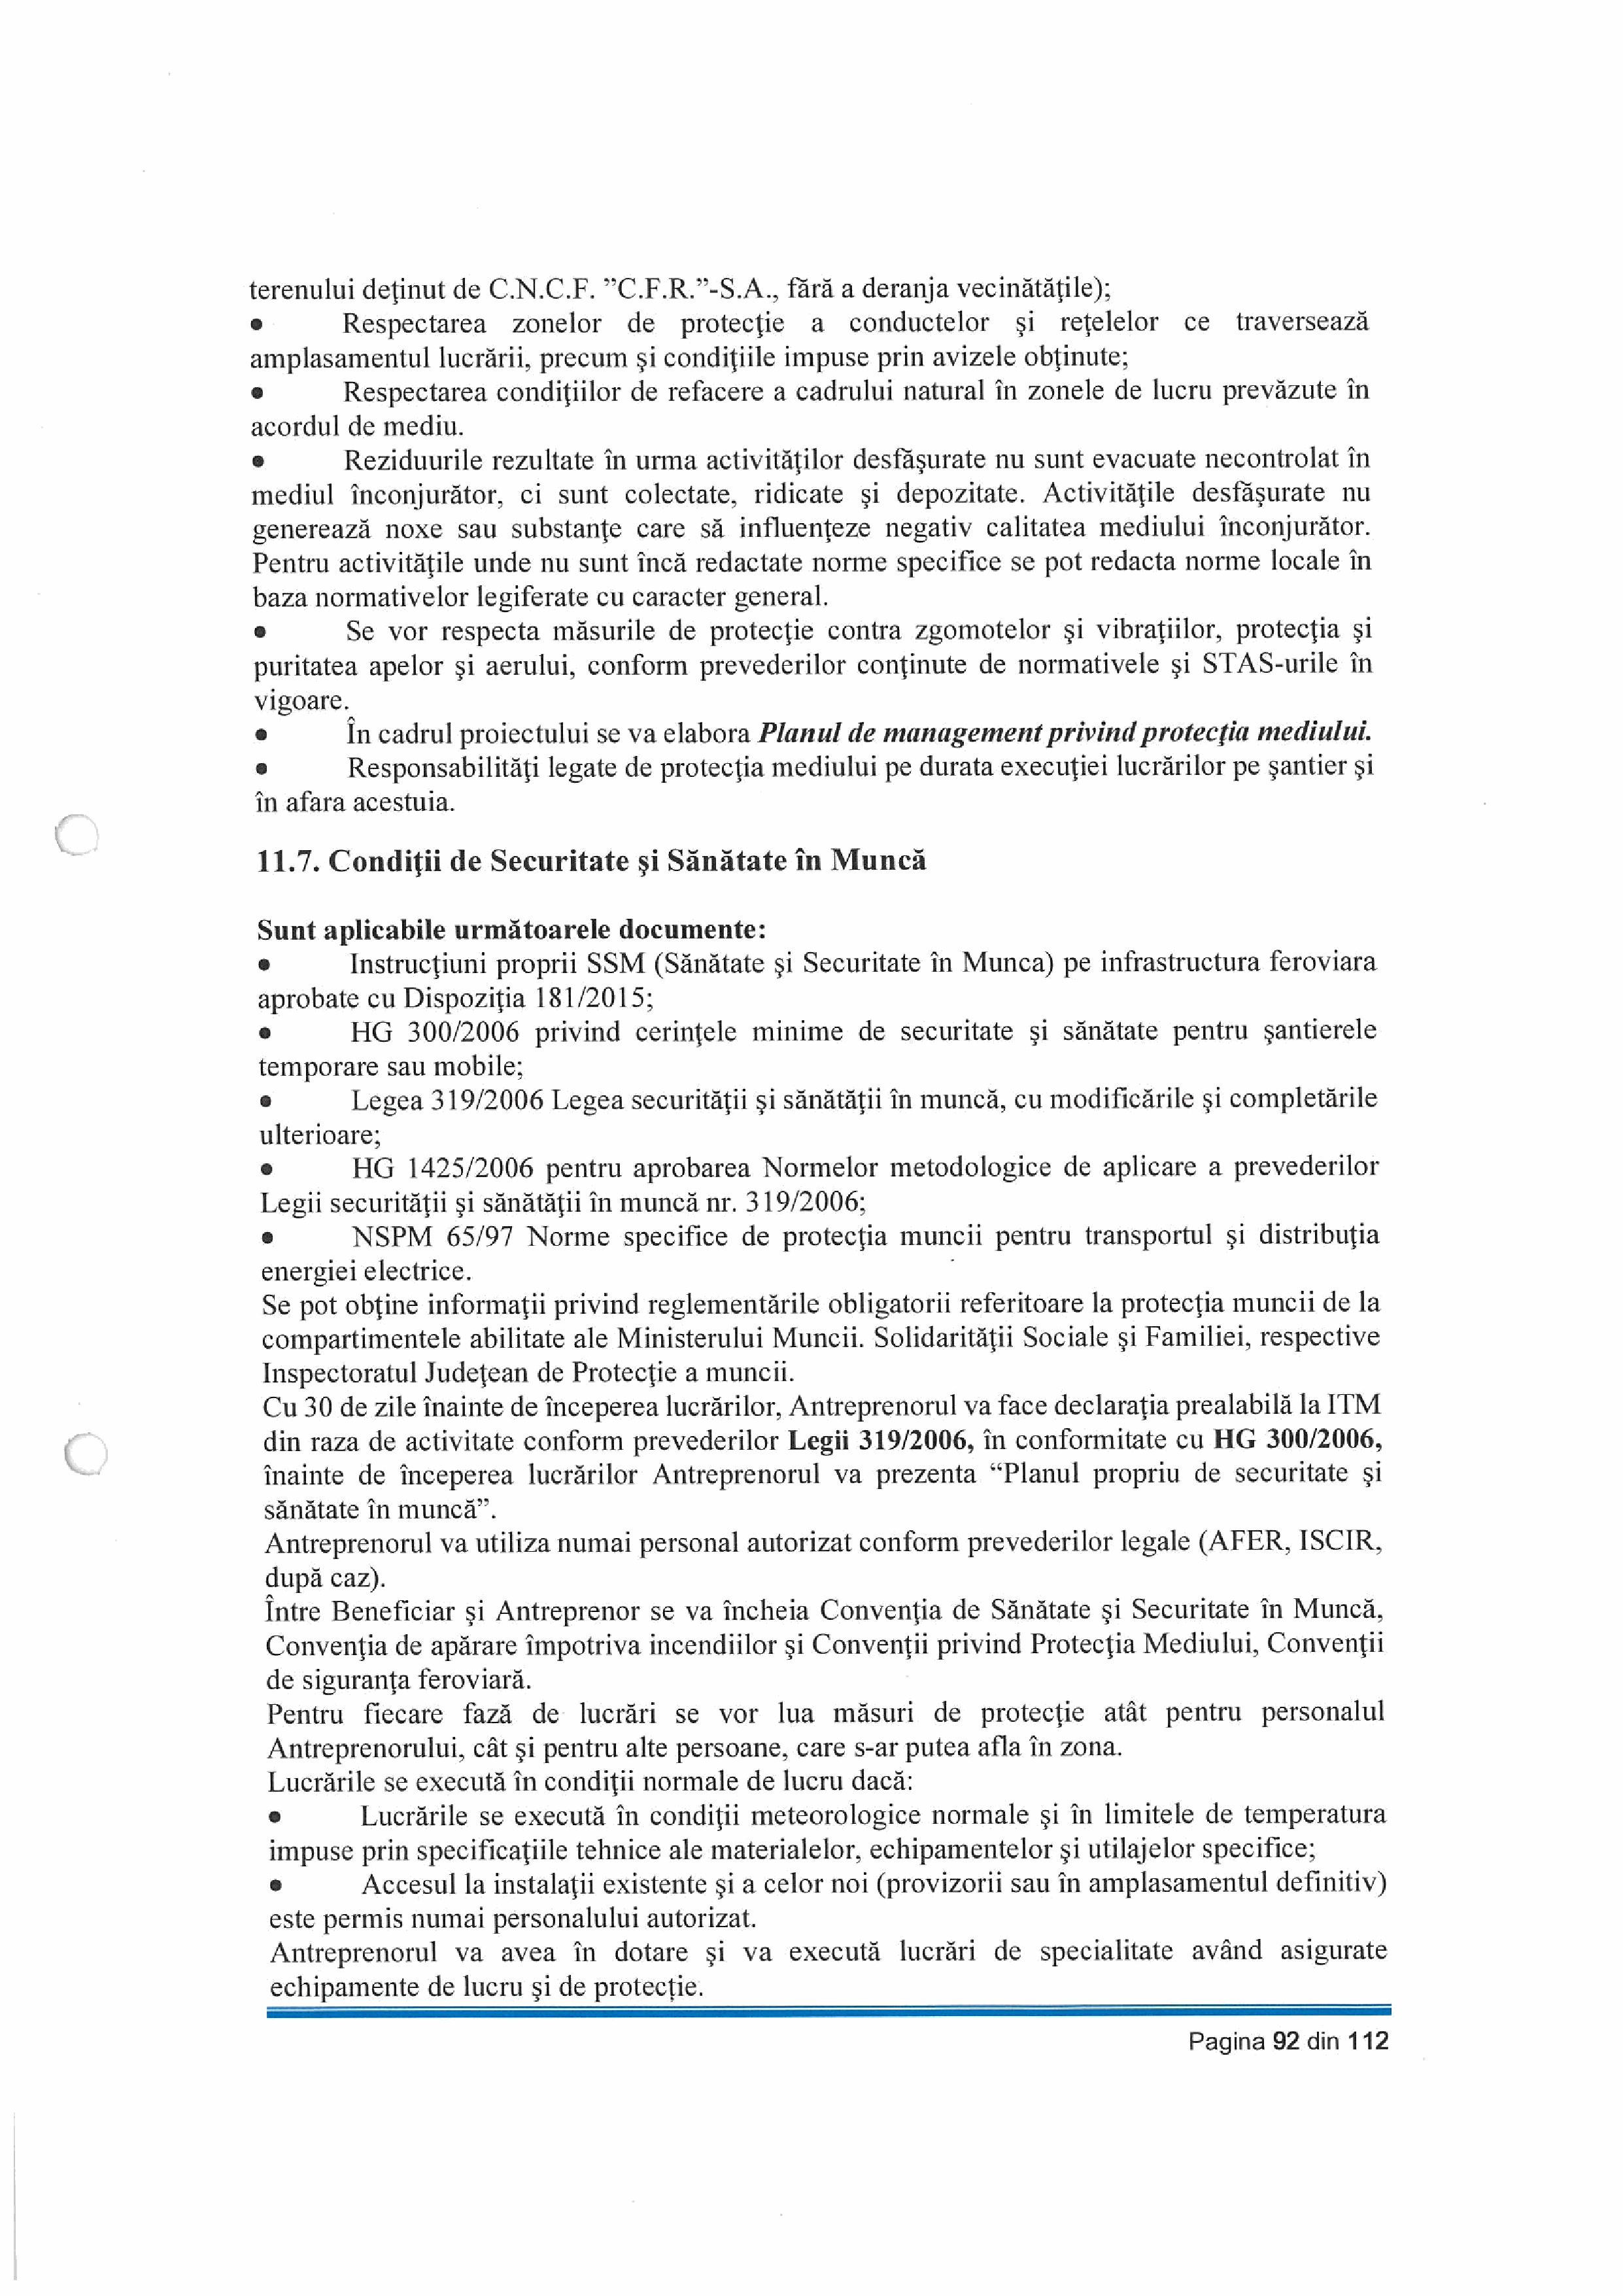 terenului deţinut de C.N.C.F. ”C.F.R.”-S.A., fără a deranja vecinătăţile);
• Respectarea zonelor de protecţie a conductelor şi reţelelor ce traversează
amplasamentul lucrării, precum şi condiţiile impuse prin avizele obţinute;
• Respectarea condiţiilor de refacere a cadrului natural în zonele de lucru prevăzute în
acordul de mediu.
• Reziduurile rezultate în urma activităţilor desfăşurate nu sunt evacuate necontrolat în
mediul înconjurător, ci sunt colectate, ridicate şi depozitate. Activităţile desfăşurate nu
generează noxe sau substanţe care să influenţeze negativ calitatea mediului înconjurător.
Pentru activităţile unde nu sunt încă redactate norme specifice se pot redacta norme locale în
baza normativelor legiferate cu caracter general.
• Se vor respecta măsurile de protecţie contra zgomotelor şi vibraţiilor, protecţia şi
puritatea apelor şi aerului, conform prevederilor conţinute de normativele şi STAS-urile în
vigoare.
• În cadrul proiectului se va elabora Planul de management privind protecţia mediului.
• Responsabilităţi legate de protecţia mediului pe durata execuţiei lucrărilor pe şantier şi
în afara acestuia.
11.7. Condiţii de Securitate şi Sănătate în Muncă
Sunt aplicabile următoarele documente:
• Instrucţiuni proprii SSM (Sănătate şi Securitate în Munca) pe infrastructura feroviara
aprobate cu Dispoziţia 181/2015;
• HG 300/2006 privind cerinţele minime de securitate şi sănătate pentru şantierele
temporare sau mobile;
• Legea 319/2006 Legea securităţii şi sănătăţii în muncă, cu modificările şi completările
ulterioare;
• HG 1425/2006 pentru aprobarea Normelor metodologice de aplicare a prevederilor
Legii securităţii şi sănătăţii în muncă nr. 319/2006;
• NSPM 65/97 Norme specifice de protecţia muncii pentru transportul şi distribuţia
energiei electrice.
Se pot obţine informaţii privind reglementările obligatorii referitoare la protecţia muncii de la
compartimentele abilitate ale Ministerului Muncii. Solidarităţii Sociale şi Familiei, respective
Inspectoratul Judeţean de Protecţie a muncii.
Cu 30 de zile înainte de începerea lucrărilor, Antreprenorul va face declaraţia prealabilă la ITM
din raza de activitate conform prevederilor Legii 319/2006, în conformitate cu HG 300/2006,
înainte de începerea lucrărilor Antreprenorul va prezenta “Planul propriu de securitate şi
sănătate în muncă”.
Antreprenorul va utiliza numai personal autorizat conform prevederilor legale (AFER, ISCIR,
după caz).
Între Beneficiar şi Antreprenor se va încheia Convenţia de Sănătate şi Securitate în Muncă,
Convenţia de apărare împotriva incendiilor şi Convenţii privind Protecţia Mediului, Convenţii
de siguranţa feroviară.
Pentru fiecare fază de lucrări se vor lua măsuri de protecţie atât pentru personalul
Antreprenorului, cât şi pentru alte persoane, care s-ar putea afla în zona.
Lucrările se execută în condiţii normale de lucru dacă:
• Lucrările se execută în condiţii meteorologice normale şi în limitele de temperatura
impuse prin specificaţiile tehnice ale materialelor, echipamentelor şi utilajelor specifice;
• Accesul la instalaţii existente şi a celor noi (provizorii sau în amplasamentul definitiv)
este permis numai personalului autorizat.
Antreprenorul va avea în dotare şi va execută lucrări de specialitate având asigurate
echipamente de lucru şi de protecţie.
Pagina 92 din 112